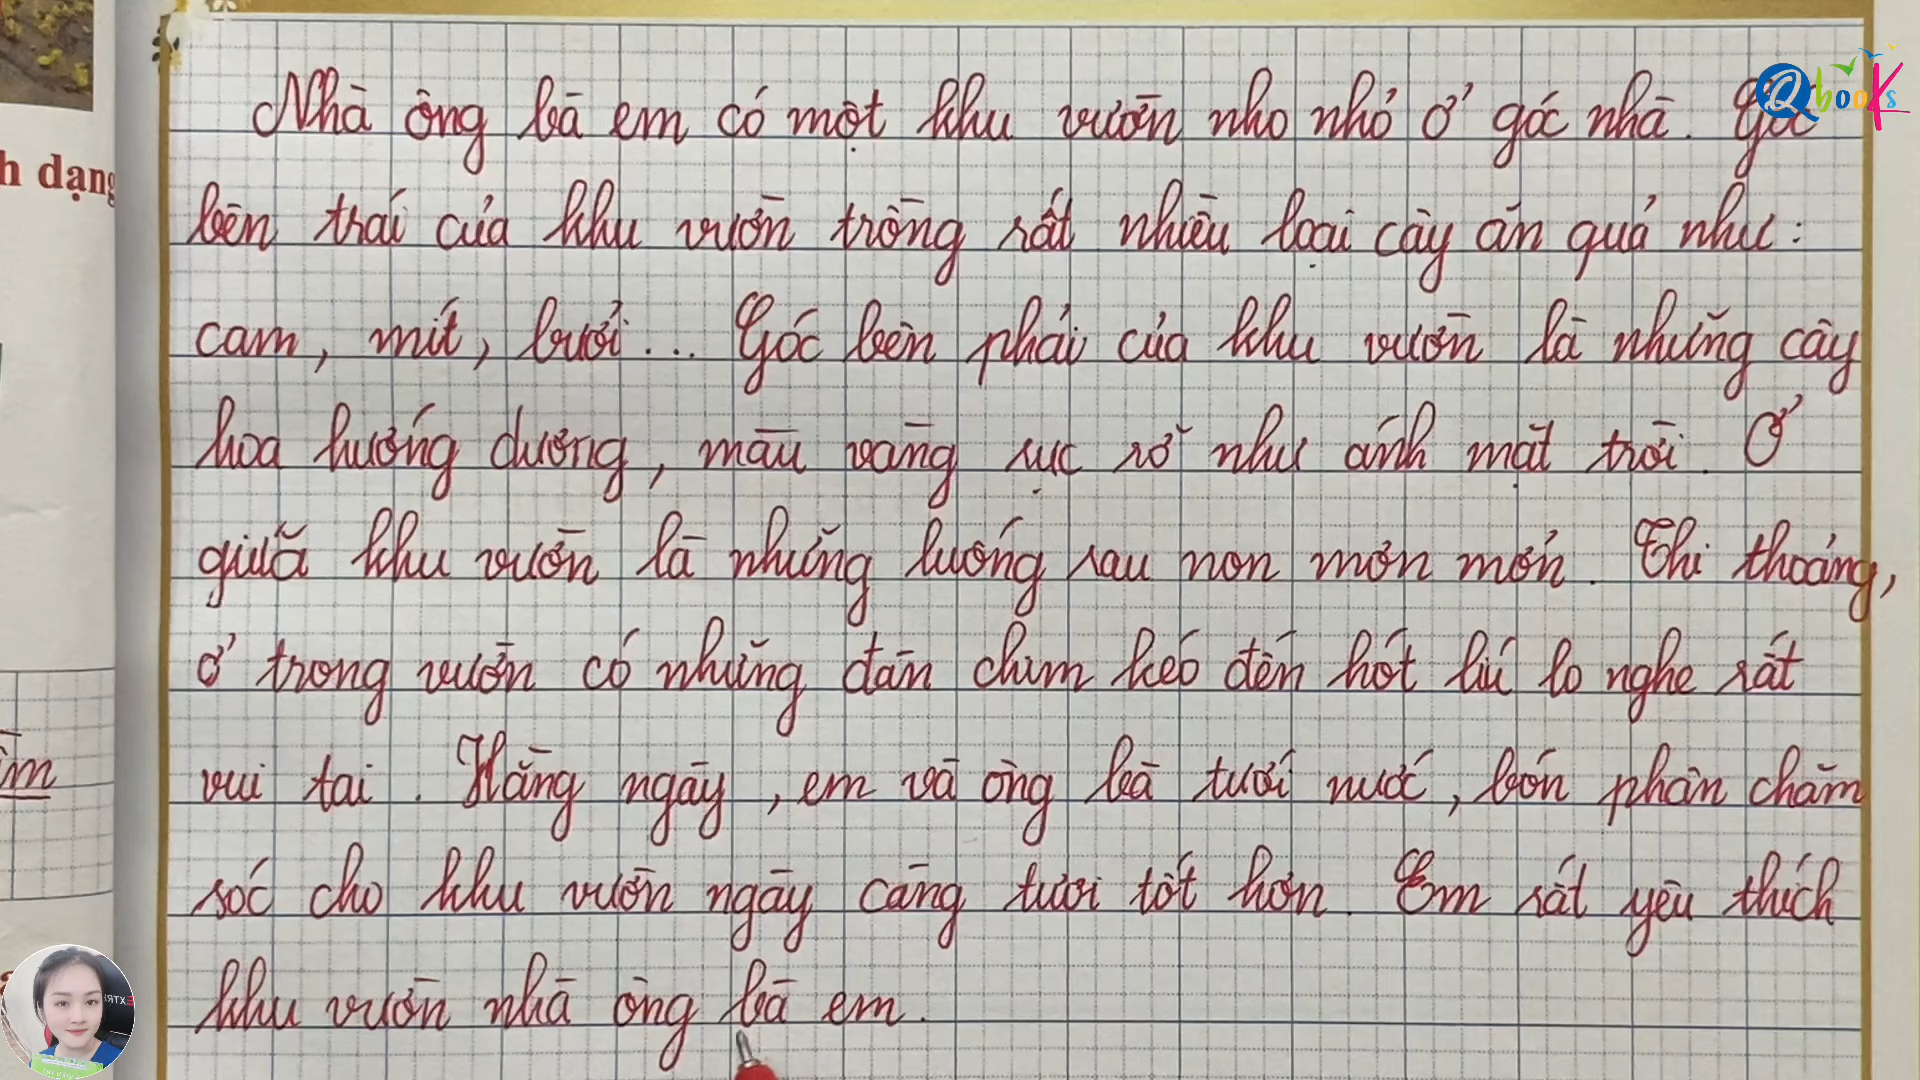 Qbooks
Nhà ông bà em có một khu vườn nho nhỏ ở góc nhà. Góc
bên trái của khu vườn trồng rất nhiều loại cây ăn quả như:
cam, mít, bưởi... Góc bên phải của khu vườn là những cây
hoa hướng dương, màu vàng rực rỡ như ánh mặt trời. Ở
giữa khu vườn là những luống rau non mơn mởn. Thi thoảng,
ở trong vườn có những đàn chim kéo đến hót líu lo nghe rất
vui tai. Hằng ngày, em và ông bà tưới nước, bón phân chăm
sóc cho khu vườn ngày càng tươi tốt hơn. Em rất yêu thích
khu vườn nhà ông bà em.
h dạng